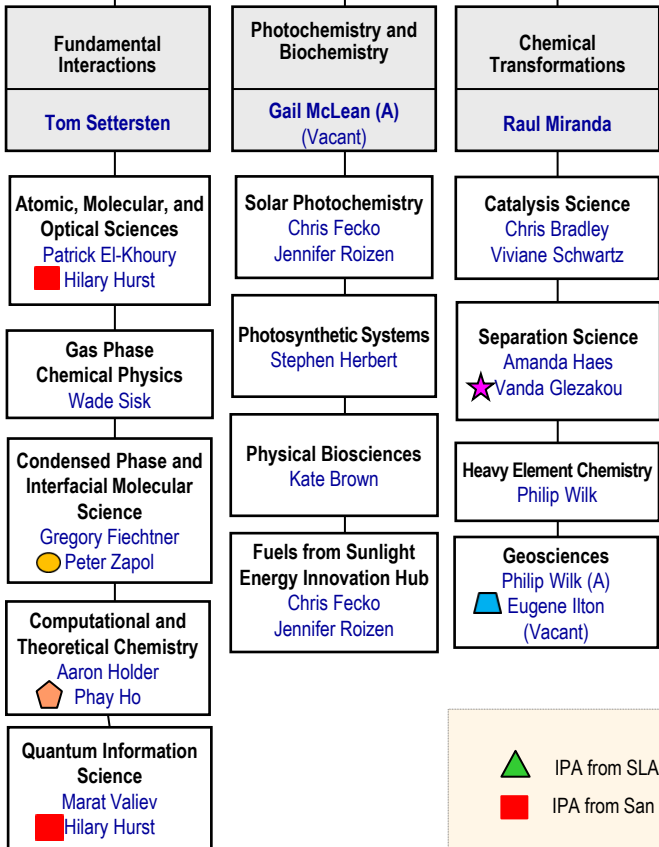 Fundamental
Interactions
Tom Settersten
Atomic, Molecular, and
Optical Sciences
Patrick El-Khoury
Hilary Hurst
Gas Phase
Chemical Physics
Wade Sisk
Condensed Phase and
Interfacial Molecular
Science
Gregory Fiechtner
Peter Zapol
Computational and
Theoretical Chemistry
Aaron Holder
Phay Ho
Quantum Information
Science
Marat Valiev
Hilary Hurst
Photochemistry and
Biochemistry
Gail McLean (A)
(Vacant)
Solar Photochemistry
Chris Fecko
Jennifer Roizen
Photosynthetic Systems
Stephen Herbert
Physical Biosciences
Kate Brown
Fuels from Sunlight
Energy Innovation Hub
Chris Fecko
Jennifer Roizen
Chemical
Transformations
Raul Miranda
Catalysis Science
Chris Bradley
Viviane Schwartz
Separation Science
Amanda Haes
Vanda Glezakou
Heavy Element Chemistry
Philip Wilk
Geosciences
Philip Wilk (A)
Eugene Ilton
(Vacant)
IPA from SLA
IPA from San